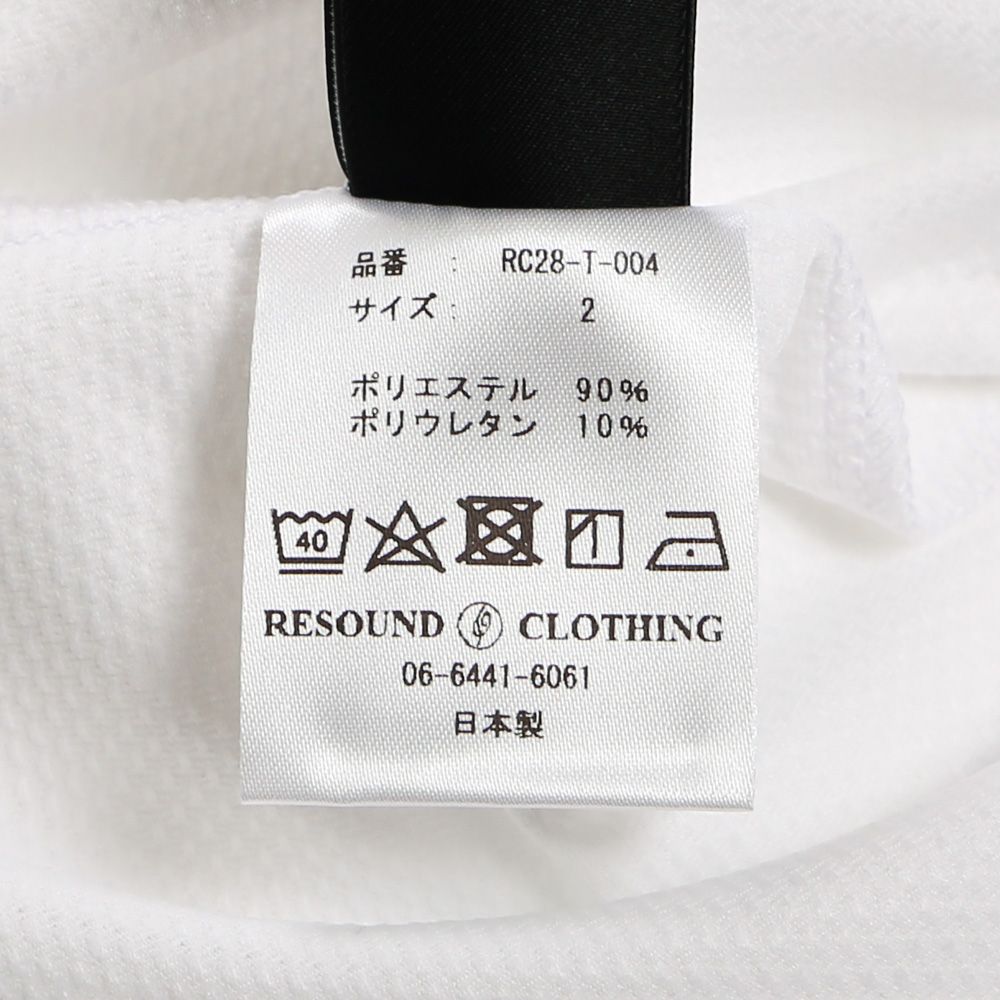 品番 : RC28-T-004
サイズ : 2
ポリエステル 90%
ポリウレタン 10%
40
RESOUND CLOTHING
06-6441-6061
日本製